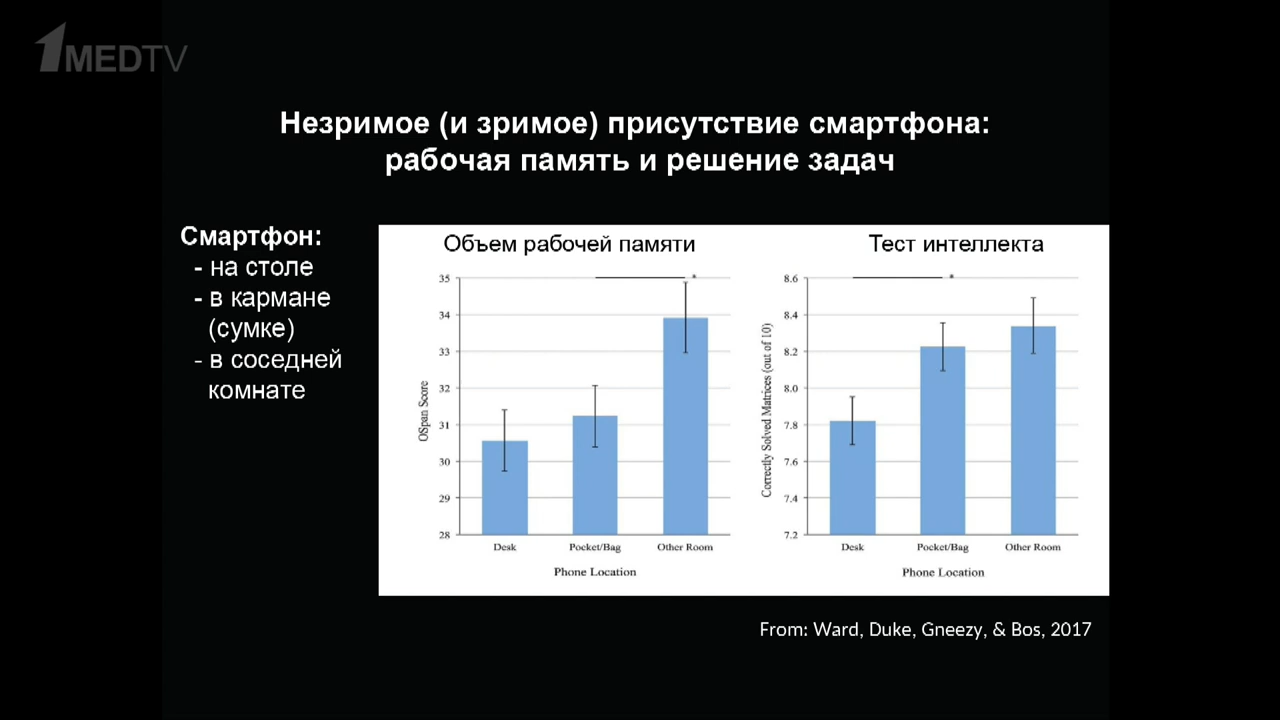 1MEDTV
Незримое (и зримое) присутствие смартфона:
рабочая память и решение задач
Смартфон:
- на столе
- в кармане
(сумке)
- в соседней
комнате
Объем рабочей памяти
35
34
33
32
31
30
29
28
OSpan Score
*
Desk
Pocket/Bag
Other Room
Phone Location
Тест интеллекта
8.6
8.4
8.2
8.0
7.8
7.6
7.4
7.2
Correctly Solved Matrices (out of 10)
*
Desk
Pocket/Bag
Other Room
Phone Location
From: Ward, Duke, Gneezy, & Bos, 2017